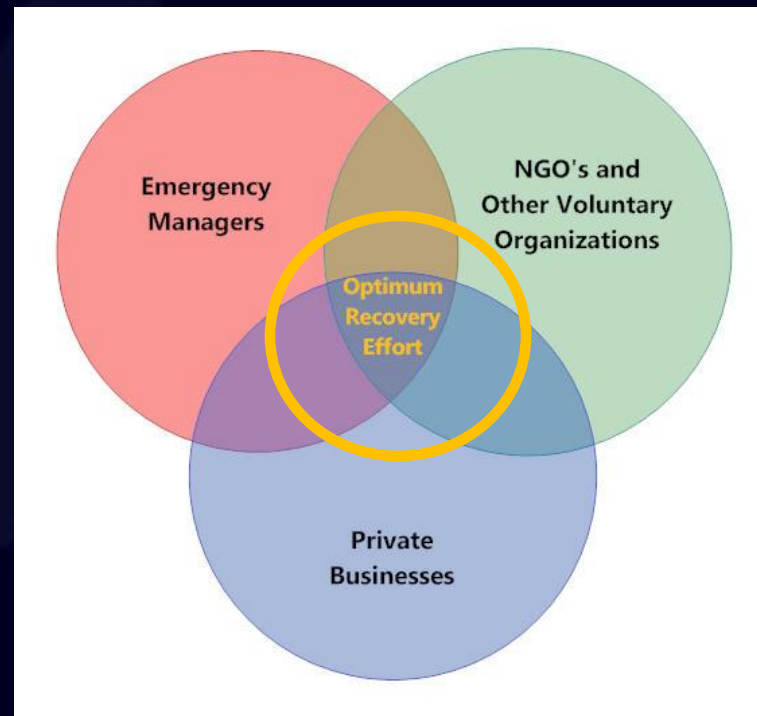 Emergency
Managers
NGO's and
Other Voluntary
Organizations
Optimum
Recovery
Effort
Private
Businesses